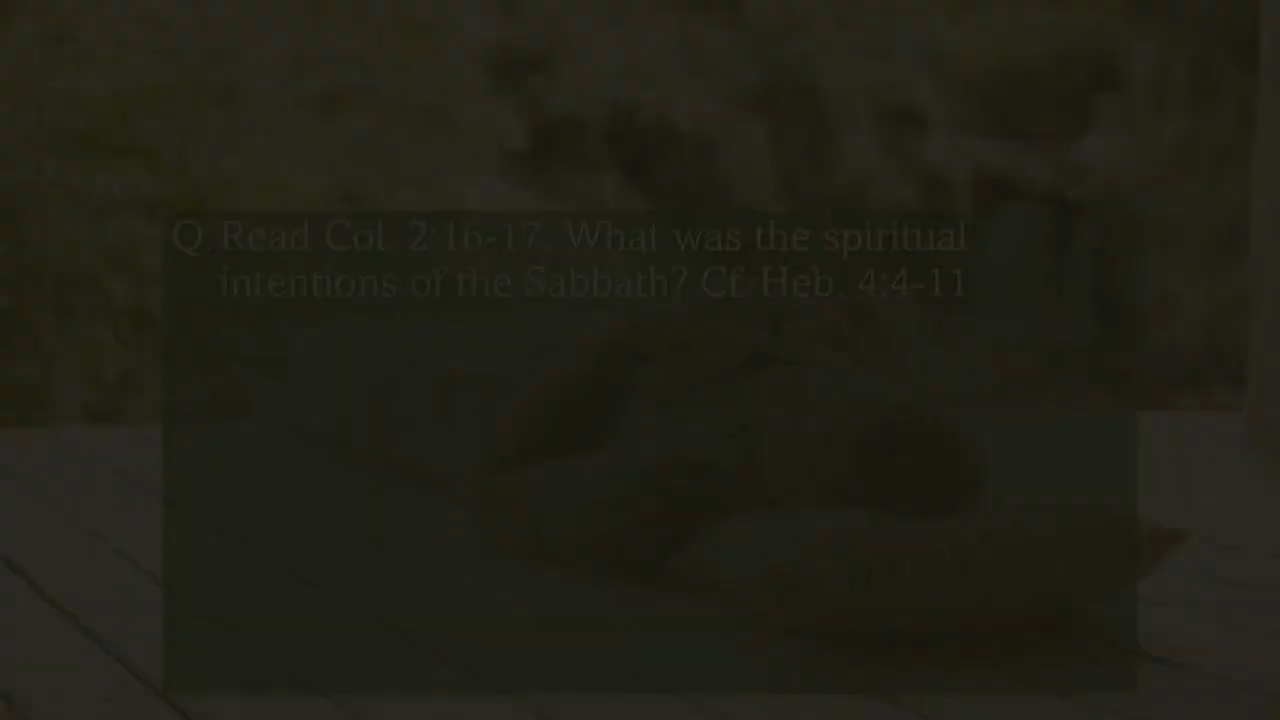 Q. Read Col. 2:16-17. What was the spiritual
intentions of the Sabbath? Cf. Heb. 4:4-11